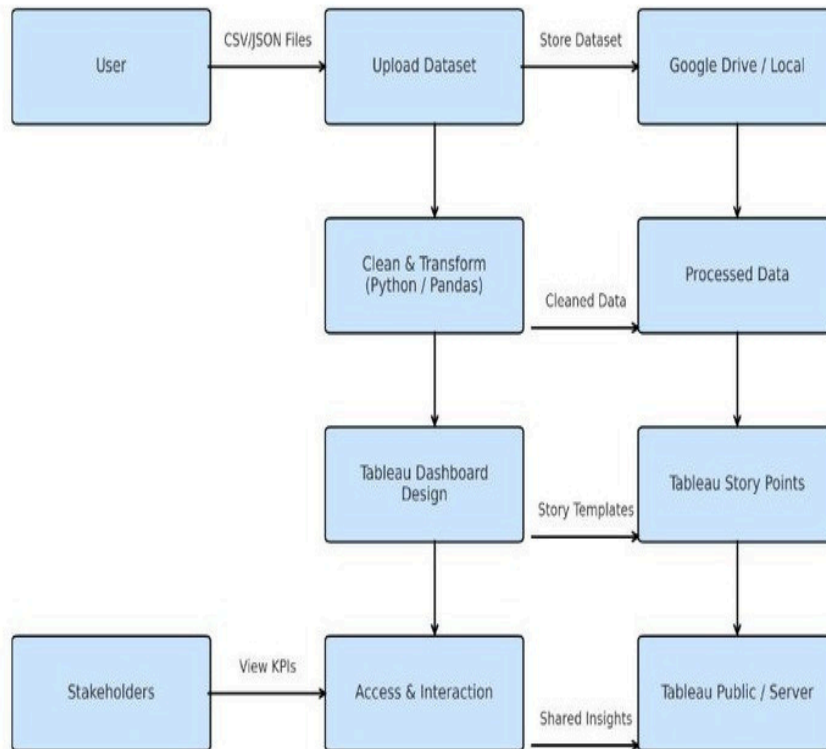 User
CSV/JSON Files
Upload Dataset
Store Dataset
Google Drive / Local
Clean & Transform
(Python / Pandas)
Cleaned Data
Processed Data
Tableau Dashboard
Design
Story Templates
Tableau Story Points
Stakeholders
View KPIs
Access & Interaction
Shared Insights
Tableau Public / Server